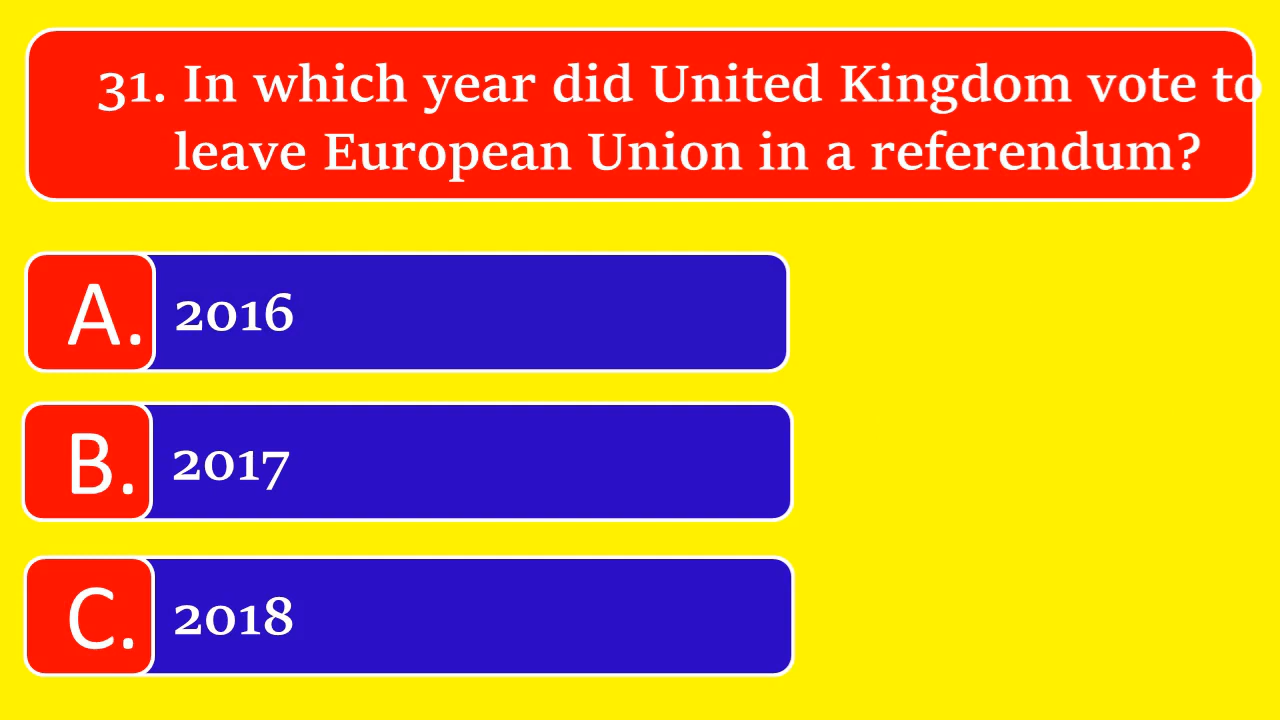 31. In which year did United Kingdom vote to
leave European Union in a referendum?
A. 2016
B. 2017
C. 2018